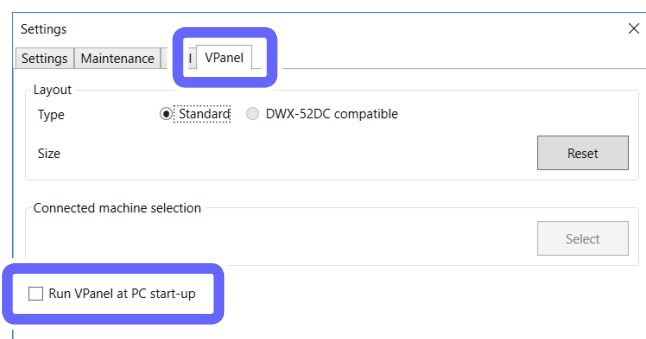 Settings
Settings Maintenance VPanel
Layout
Type Standard DWX-52DC compatible
Size Reset
Connected machine selection
Select
Run VPanel at PC start-up